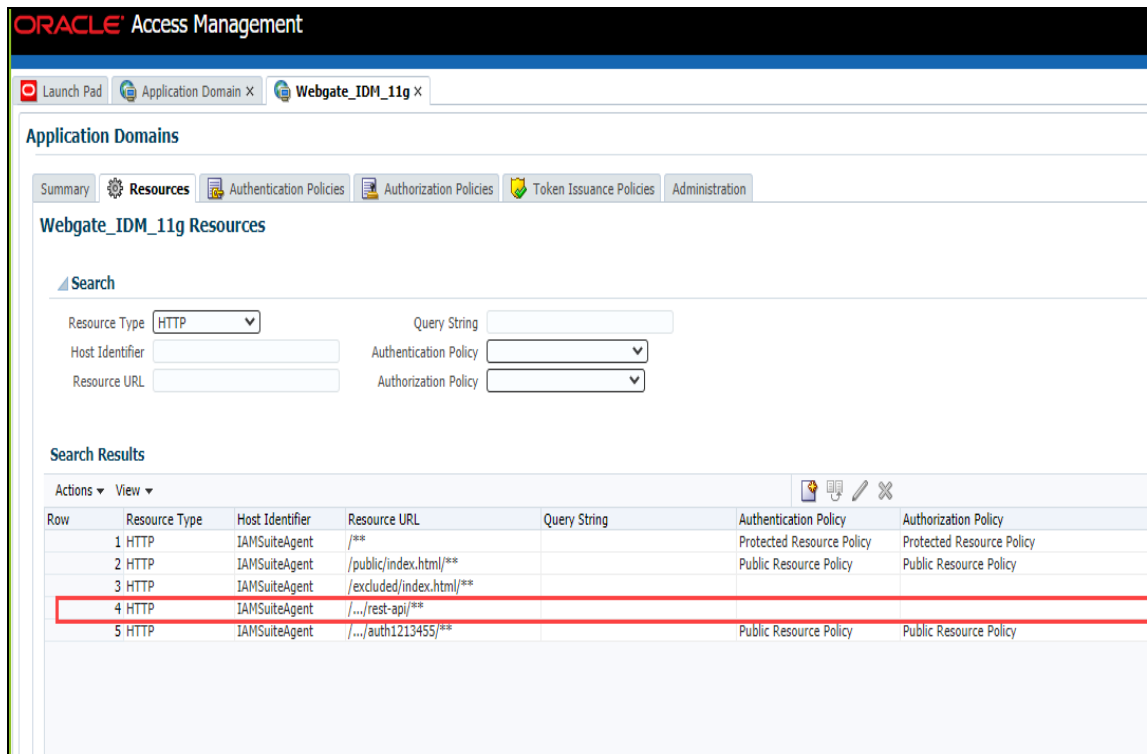 ORACLE Access Management
Launch Pad Application Domain × Webgate_IDM_11g ×
Application Domains
Summary Resources Authentication Policies Authorization Policies Token Issuance Policies Administration
Webgate_IDM_11g Resources
Search
Resource Type HTTP Query String
Host Identifier Authentication Policy
Resource URL Authorization Policy
Search Results
Actions View
Row Resource Type Host Identifier Resource URL Query String Authentication Policy Authorization Policy
1 HTTP IAMSuiteAgent /** Protected Resource Policy Protected Resource Policy
2 HTTP IAMSuiteAgent /public/index.html/** Public Resource Policy Public Resource Policy
3 HTTP IAMSuiteAgent /excluded/index.html/**
4 HTTP IAMSuiteAgent /.../rest-api/**
5 HTTP IAMSuiteAgent /.../auth1213455/** Public Resource Policy Public Resource Policy